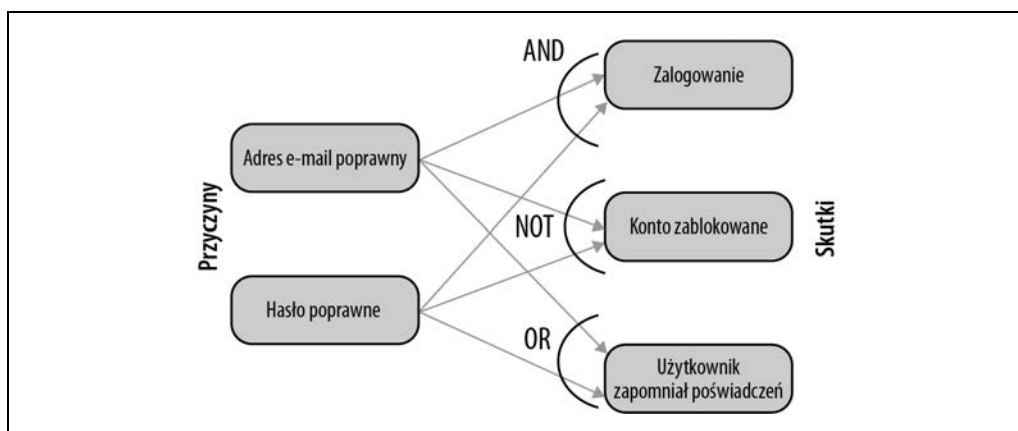 AND
Zalogowanie
Adres e-mail poprawny
Przyczyny
NOT
Konto zablokowane
Skutki
Hasło poprawne
OR
Użytkownik
zapomniał poświadczeń